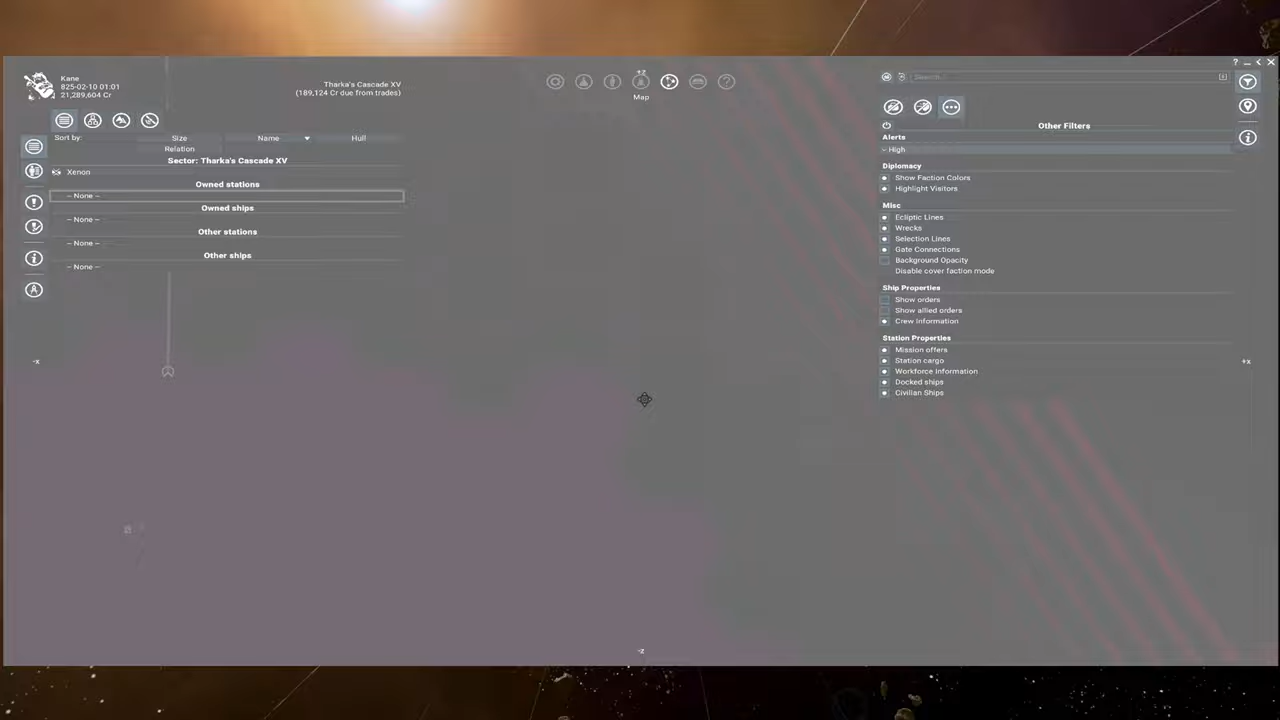 Kane
825-02-10 01:01
21,289,604 Cr
Tharka's Cascade XV
(189,124 Cr due from trades)
+Z
Map
? _ < X
Search...
Sort by:
Size
Name
Hull
Relation
Sector: Tharka's Cascade XV
Xenon
Owned stations
-- None --
Owned ships
-- None --
Other stations
-- None --
Other ships
-- None --
Other Filters
Alerts
High
Diplomacy
Show Faction Colors
Highlight Visitors
Misc
Ecliptic Lines
Wrecks
Selection Lines
Gate Connections
Background Opacity
Disable cover faction mode
Ship Properties
Show orders
Show allied orders
Crew Information
Station Properties
Mission offers
Station cargo
Workforce Information
Docked ships
Civilian Ships
-x
+x
-z